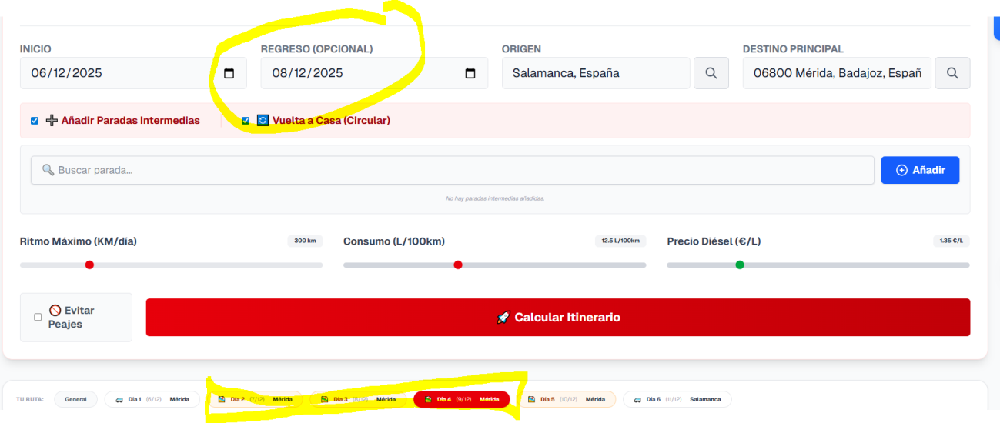 INICIO
REGRESO (OPCIONAL)
ORIGEN
DESTINO PRINCIPAL
06/12/2025
08/12/2025
Salamanca, España
06800 Mérida, Badajoz, Españ
Añadir Paradas Intermedias
Vuelta a Casa (Circular)
Buscar parada...
Añadir
No hay paradas intermedias añadidas.
Ritmo Máximo (KM/día)
300 km
Consumo (L/100km)
12.5 L/100km
Precio Diésel (€/L)
1.35 €/L
Evitar
Peajes
Calcular Itinerario
TU RUTA:
General
Día 1 (6/12) Mérida
Día 2 (7/12) Mérida
Día 3 (8/12) Mérida
Día 4 (9/12) Mérida
Día 5 (10/12) Mérida
Día 6 (11/12) Salamanca